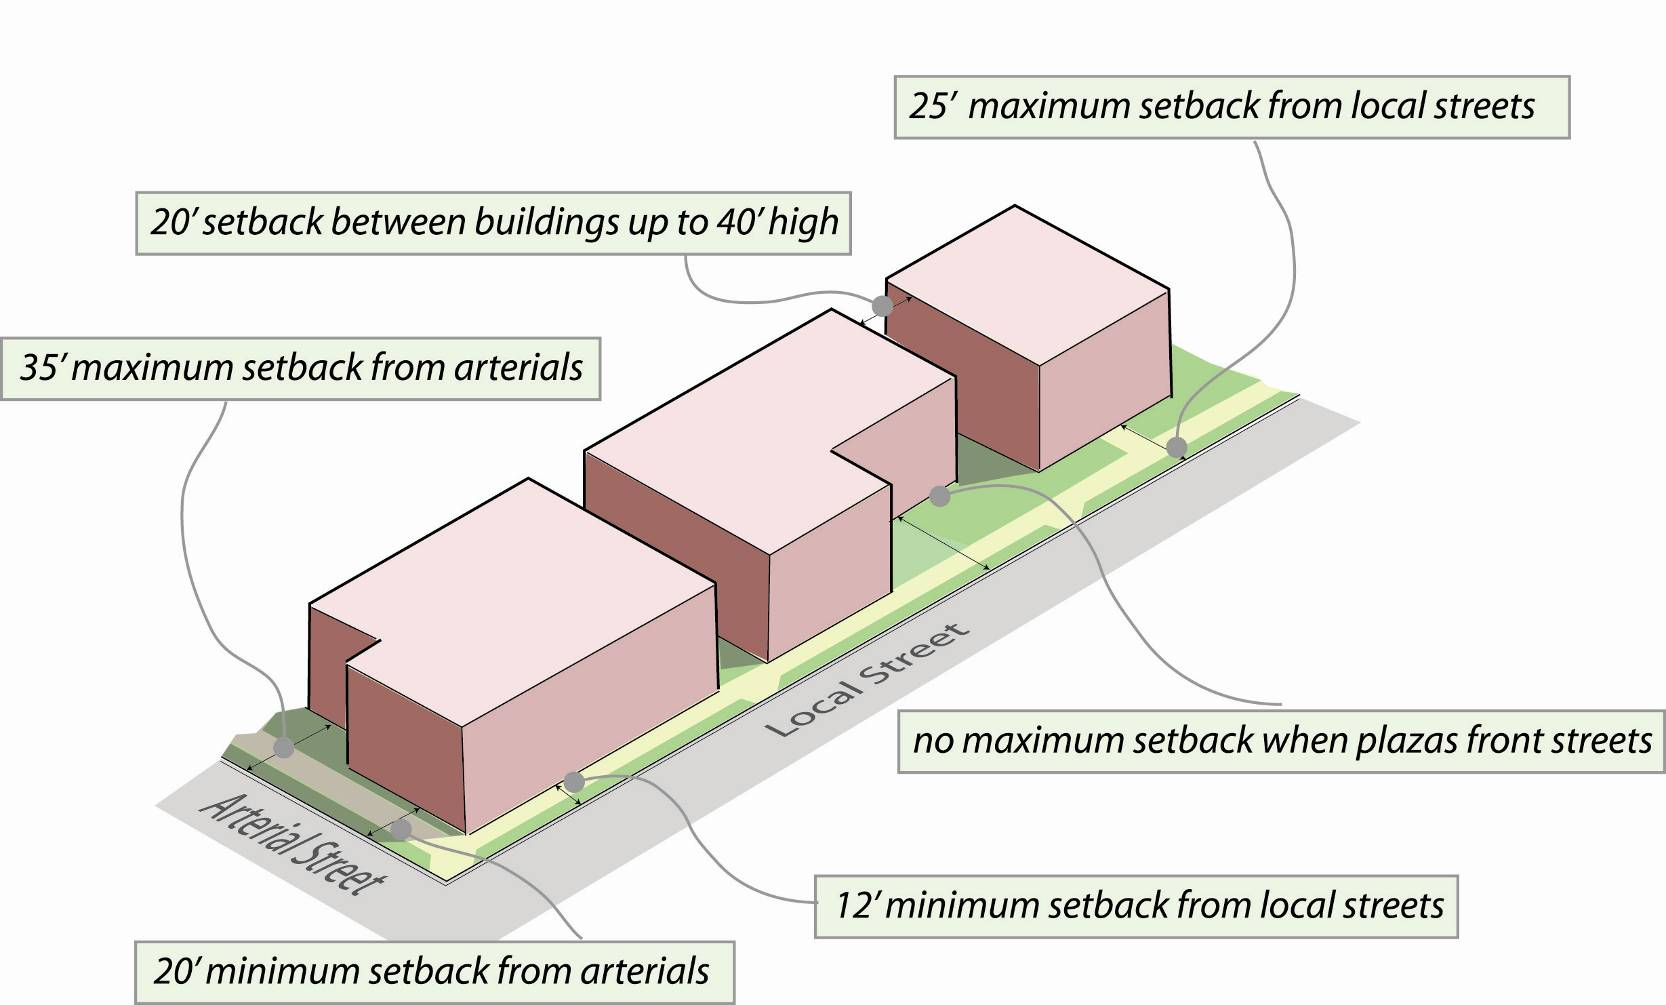 25’ maximum setback from local streets
20’ setback between buildings up to 40’ high
35’ maximum setback from arterials
Local Street
no maximum setback when plazas front streets
Arterial Street
12’ minimum setback from local streets
20’ minimum setback from arterials